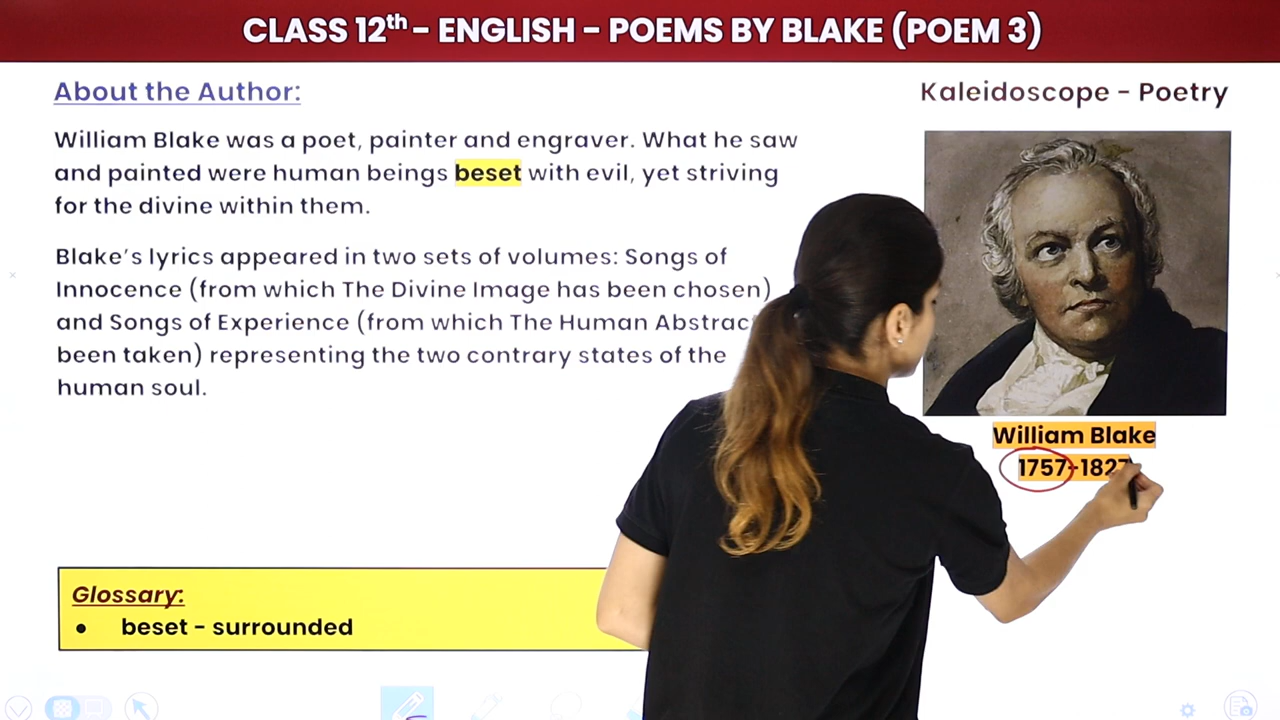 CLASS 12th - ENGLISH - POEMS BY BLAKE (POEM 3)
About the Author:
Kaleidoscope - Poetry
William Blake was a poet, painter and engraver. What he saw
and painted were human beings beset with evil, yet striving
for the divine within them.
Blake's lyrics appeared in two sets of volumes: Songs of
Innocence (from which The Divine Image has been chosen)
and Songs of Experience (from which The Human Abstract
been taken) representing the two contrary states of the
human soul.
William Blake
1757-1827
Glossary:
● beset - surrounded